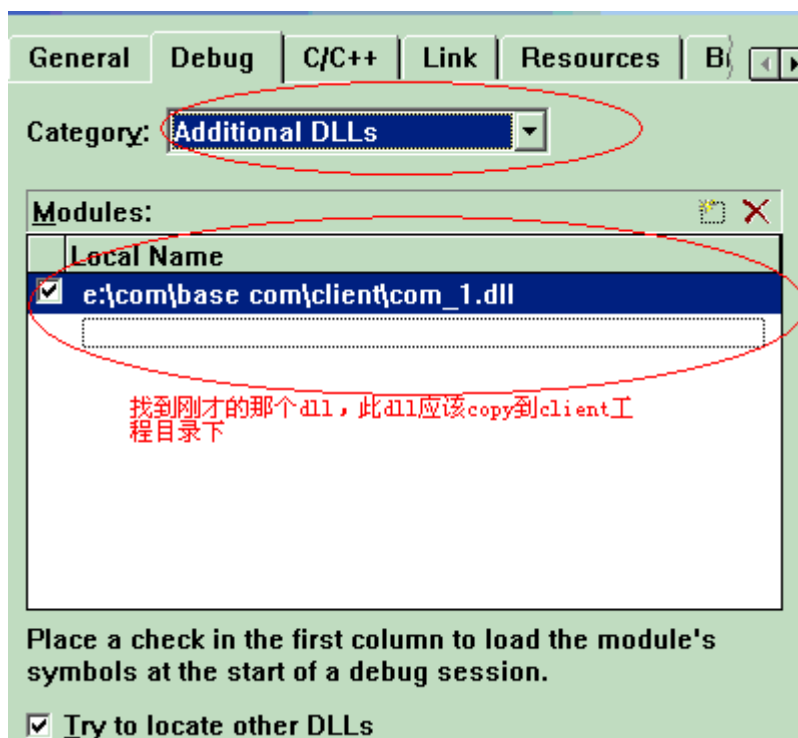 General Debug C/C++ Link Resources
Category: Additional DLLs
Modules:
Local Name
e:\com\base com\client\com_1.dll
找到刚才的那个dll，此dll应该copy到client工
程目录下
Place a check in the first column to load the module's
symbols at the start of a debug session.
Try to locate other DLLs